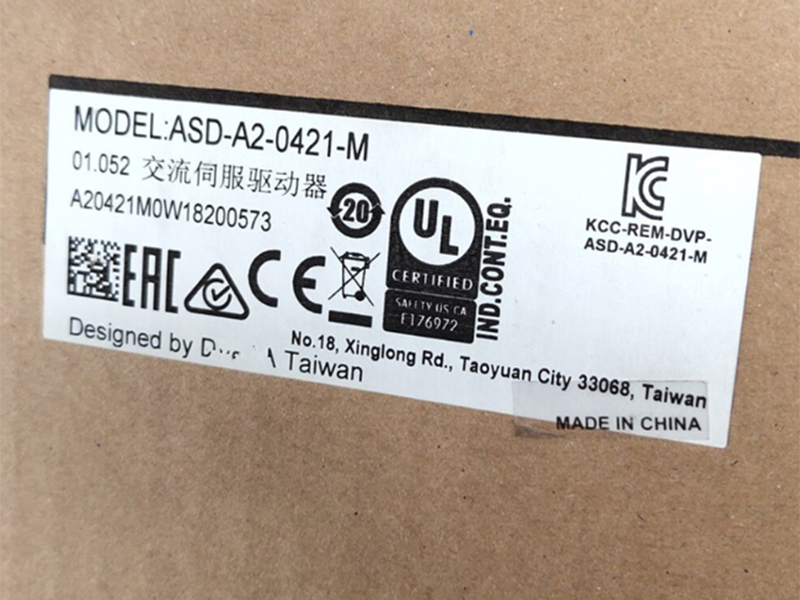 MODEL:ASD-A2-0421-M
01.052 交流伺服驱动器
A20421M0W18200573
20
UL
CERTIFIED
SAFETY US CA
E176972
IND.CONT.EQ.
KCC-REM-DVP-
ASD-A2-0421-M
EAC
CE
No.18, Xinglong Rd., Taoyuan City 33068, Taiwan
Designed by Taiwan
MADE IN CHINA